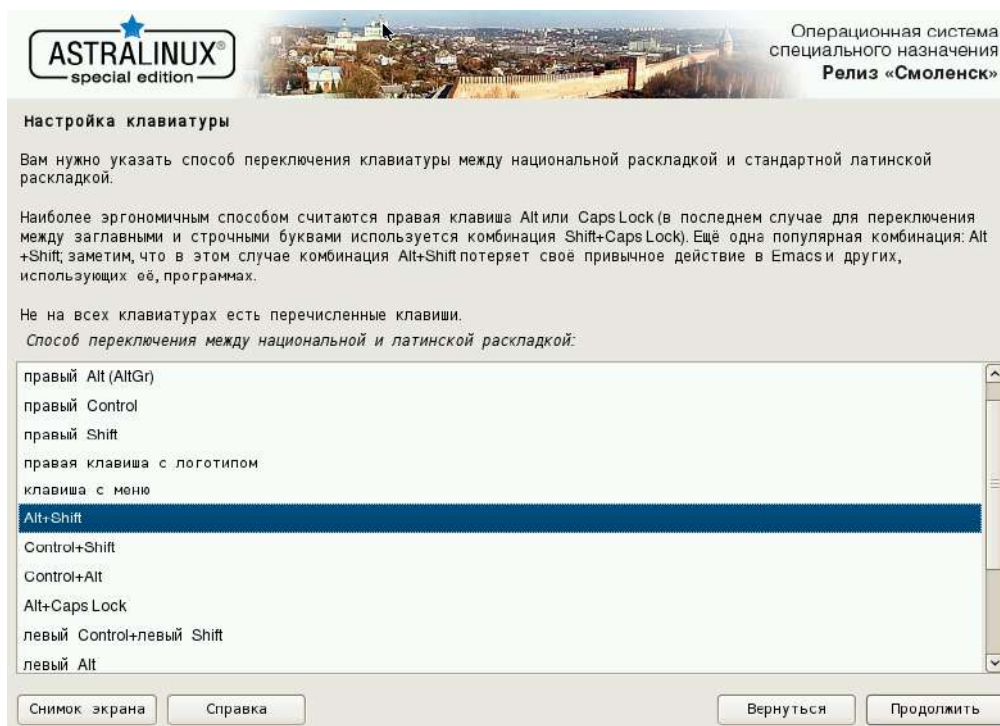 ASTRALINUX®
special edition
Операционная система
специального назначения
Релиз «Смоленск»
Настройка клавиатуры
Вам нужно указать способ переключения клавиатуры между национальной раскладкой и стандартной латинской
раскладкой.
Наиболее эргономичным способом считаются правая клавиша Alt или Caps Lock (в последнем случае для переключения
между заглавными и строчными буквами используется комбинация Shift+Caps Lock). Ещё одна популярная комбинация: Alt
+Shift; заметим, что в этом случае комбинация Alt+Shift потеряет своё привычное действие в Emacs и других,
использующих её, программах.
Не на всех клавиатурах есть перечисленные клавиши.
Способ переключения между национальной и латинской раскладкой:
правый Alt (AltGr)
правый Control
правый Shift
правая клавиша с логотипом
клавиша с меню
Alt+Shift
Control+Shift
Control+Alt
Alt+Caps Lock
левый Control+левый Shift
левый Alt
Снимок экрана
Справка
Вернуться
Продолжить